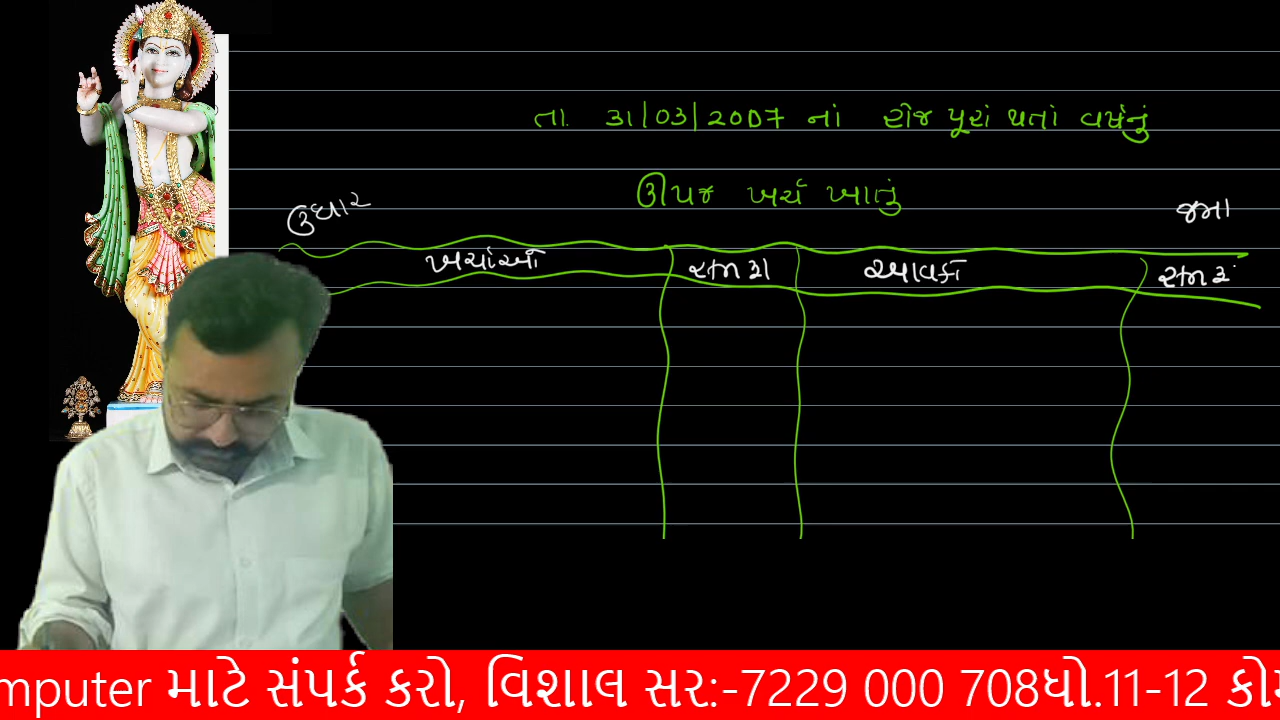 તા. ૩૧/૦૩/૨૦૦૭ નાં રોજ પૂરાં થતાં વર્ષનું
ઊપજ ખર્ચ ખાતું
ઉધાર જમા
ખર્ચાઓ રકમ રૂા આવક રકમ રૂ
mputer માટે સંપર્ક કરો, વિશાલ સર:-7229 000 708ધો.11-12 કો